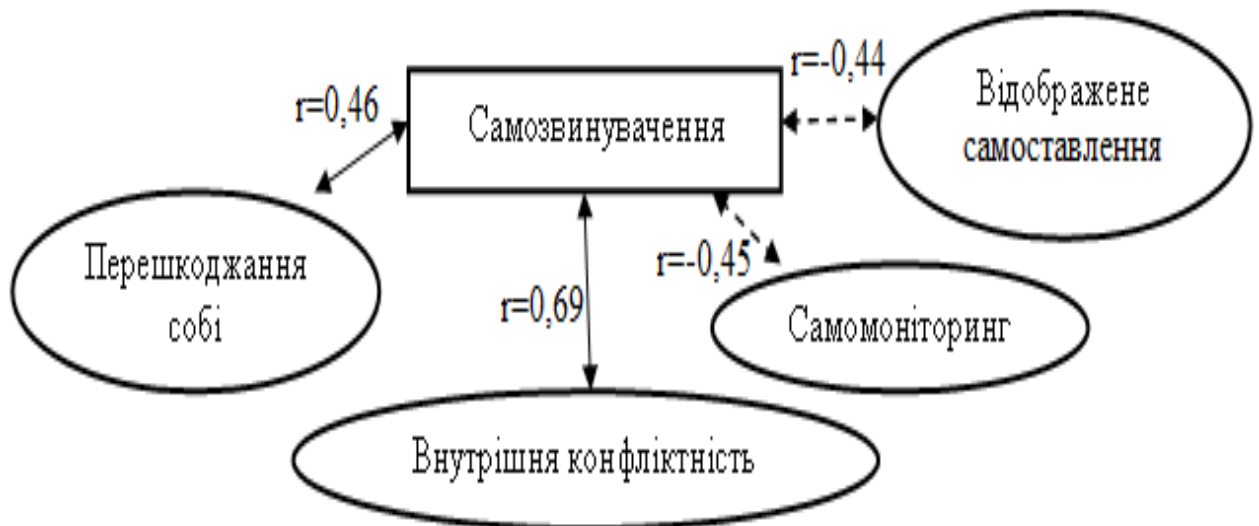 r=-0,44
r=0,46
Самозвинувачення
Відображене
самоставлення
Перешкоджання
собі
r=-0,45
r=0,69
Самомоніторинг
Внутрішня конфліктність